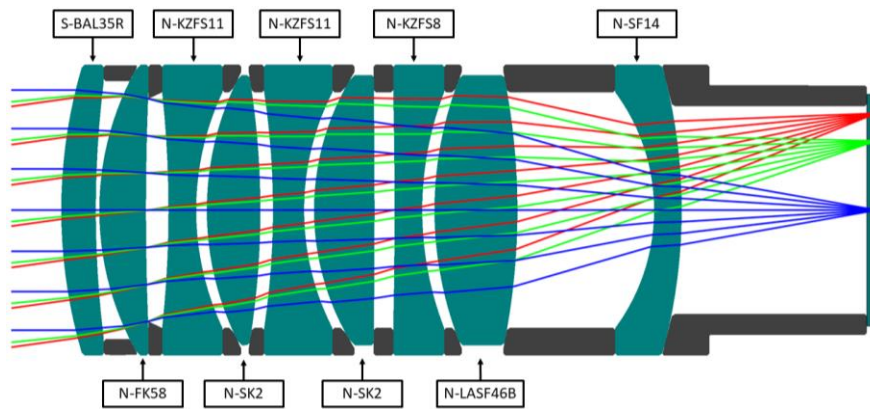 S-BAL35R
N-KZFS11
N-KZFS11
N-KZFS8
N-SF14
N-FK58
N-SK2
N-SK2
N-LASF46B